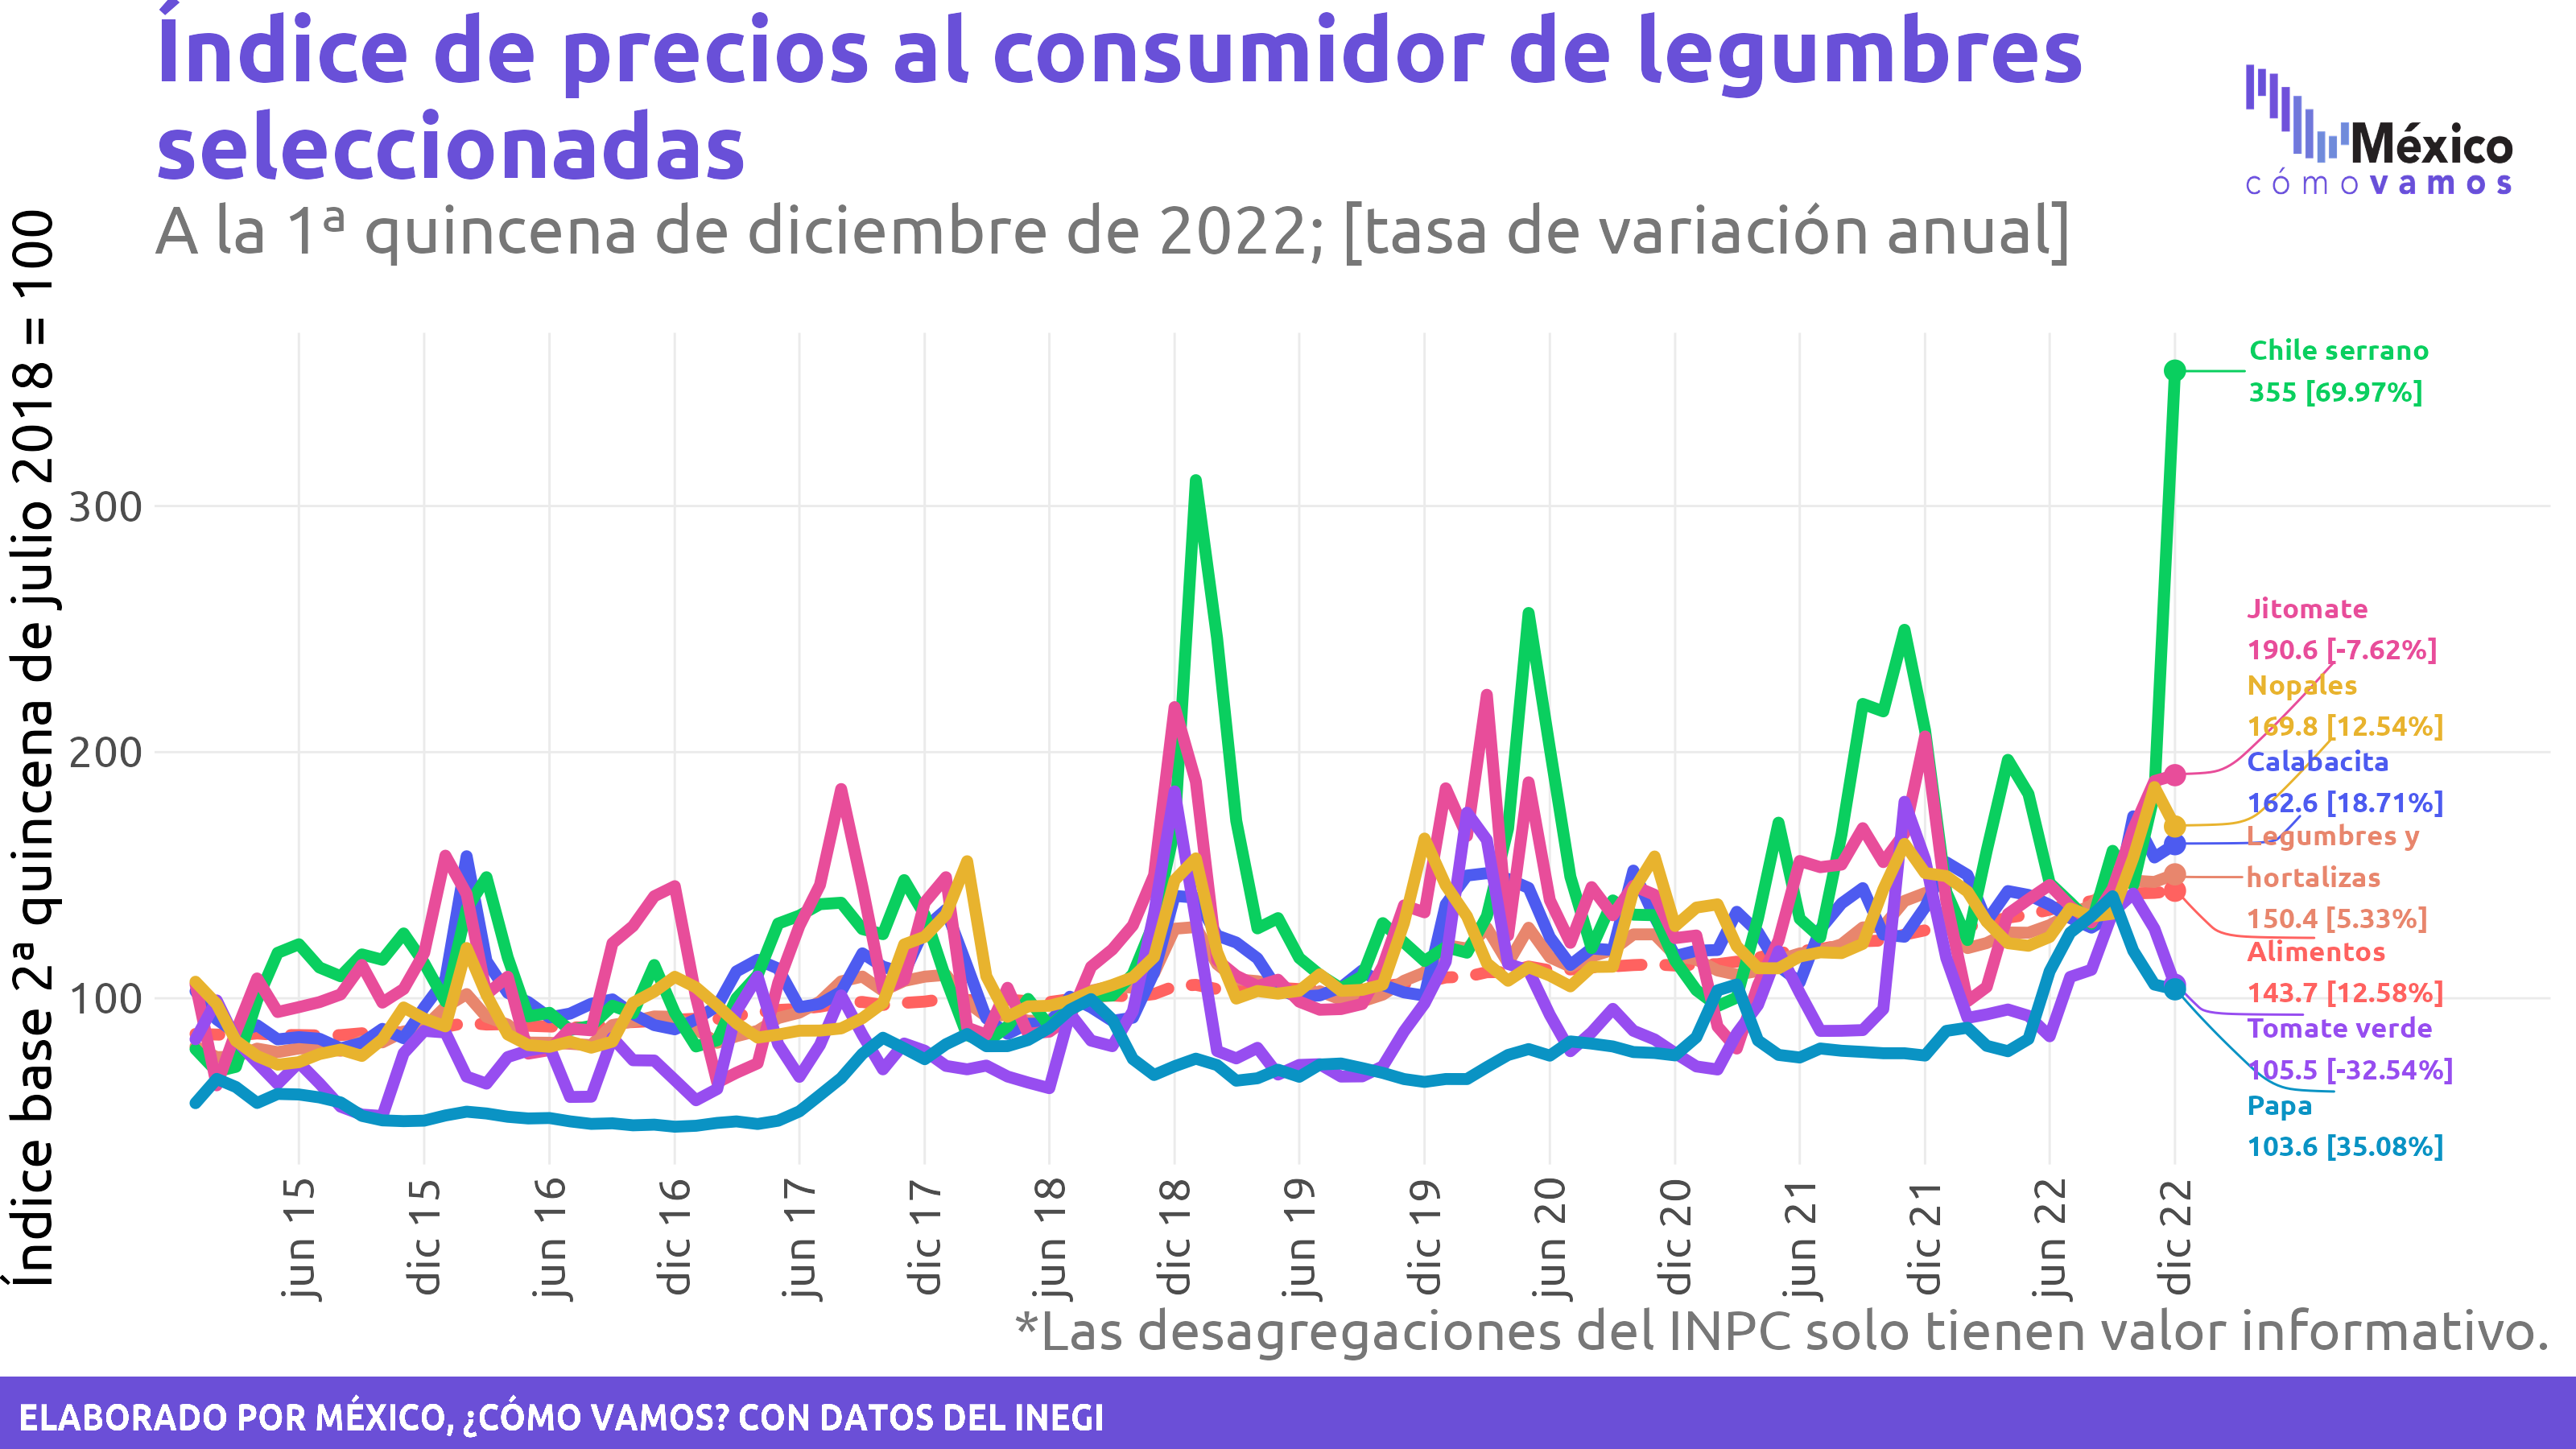 Índice de precios al consumidor de legumbres
seleccionadas
A la 1ª quincena de diciembre de 2022; [tasa de variación anual]
México
cómo vamos
Índice base 2ª quincena de julio 2018 = 100
300
200
100
Chile serrano
355 [69.97%]
Jitomate
190.6 [-7.62%]
Nopales
169.8 [12.54%]
Calabacita
162.6 [18.71%]
Legumbres y
hortalizas
150.4 [5.33%]
Alimentos
143.7 [12.58%]
Tomate verde
105.5 [-32.54%]
Papa
103.6 [35.08%]
jun 15
dic 15
jun 16
dic 16
jun 17
dic 17
jun 18
dic 18
jun 19
dic 19
jun 20
dic 20
jun 21
dic 21
jun 22
dic 22
*Las desagregaciones del INPC solo tienen valor informativo.
ELABORADO POR MÉXICO, ¿CÓMO VAMOS? CON DATOS DEL INEGI